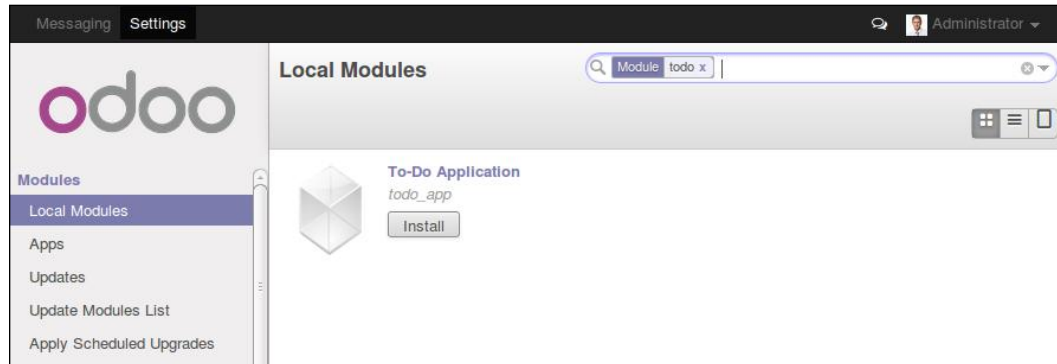 Messaging Settings Administrator
Local Modules Module todo x
odoo
To-Do Application
todo_app
Install
Modules
Local Modules
Apps
Updates
Update Modules List
Apply Scheduled Upgrades